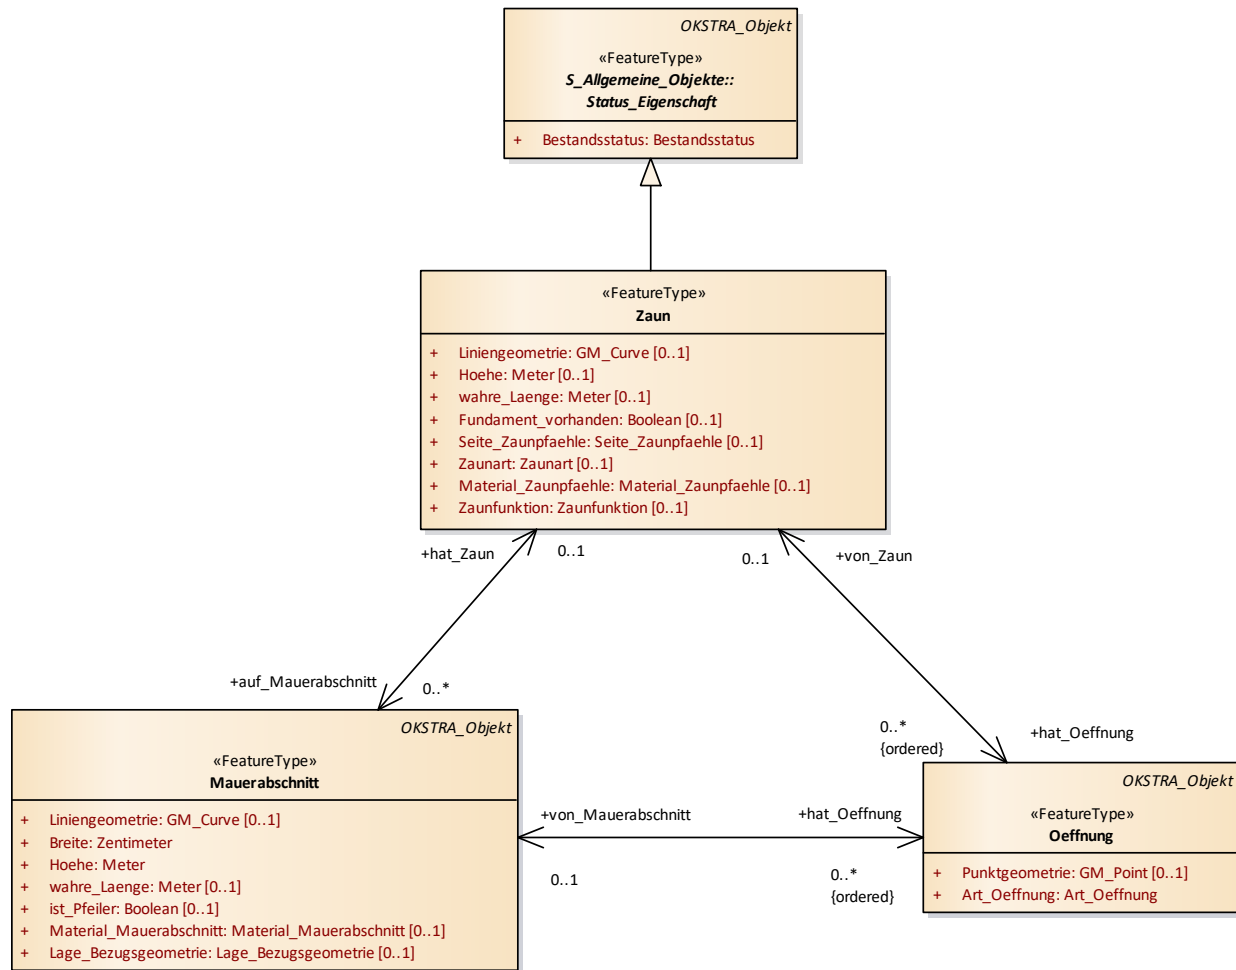 OKSTRA_Objekt
«FeatureType»
S_Allgemeine_Objekte::
Status_Eigenschaft
+ Bestandsstatus: Bestandsstatus
«FeatureType»
Zaun
+ Liniengeometrie: GM_Curve [0..1]
+ Hoehe: Meter [0..1]
+ wahre_Laenge: Meter [0..1]
+ Fundament_vorhanden: Boolean [0..1]
+ Seite_Zaunpfaehle: Seite_Zaunpfaehle [0..1]
+ Zaunart: Zaunart [0..1]
+ Material_Zaunpfaehle: Material_Zaunpfaehle [0..1]
+ Zaunfunktion: Zaunfunktion [0..1]
+hat_Zaun
0..1
0..1
+von_Zaun
+auf_Mauerabschnitt
0..*
0..*
{ordered}
+hat_Oeffnung
OKSTRA_Objekt
«FeatureType»
Mauerabschnitt
+ Liniengeometrie: GM_Curve [0..1]
+ Breite: Zentimeter
+ Hoehe: Meter
+ wahre_Laenge: Meter [0..1]
+ ist_Pfeiler: Boolean [0..1]
+ Material_Mauerabschnitt: Material_Mauerabschnitt [0..1]
+ Lage_Bezugsgeometrie: Lage_Bezugsgeometrie [0..1]
+von_Mauerabschnitt
+hat_Oeffnung
0..1
0..*
{ordered}
OKSTRA_Objekt
«FeatureType»
Oeffnung
+ Punktgeometrie: GM_Point [0..1]
+ Art_Oeffnung: Art_Oeffnung